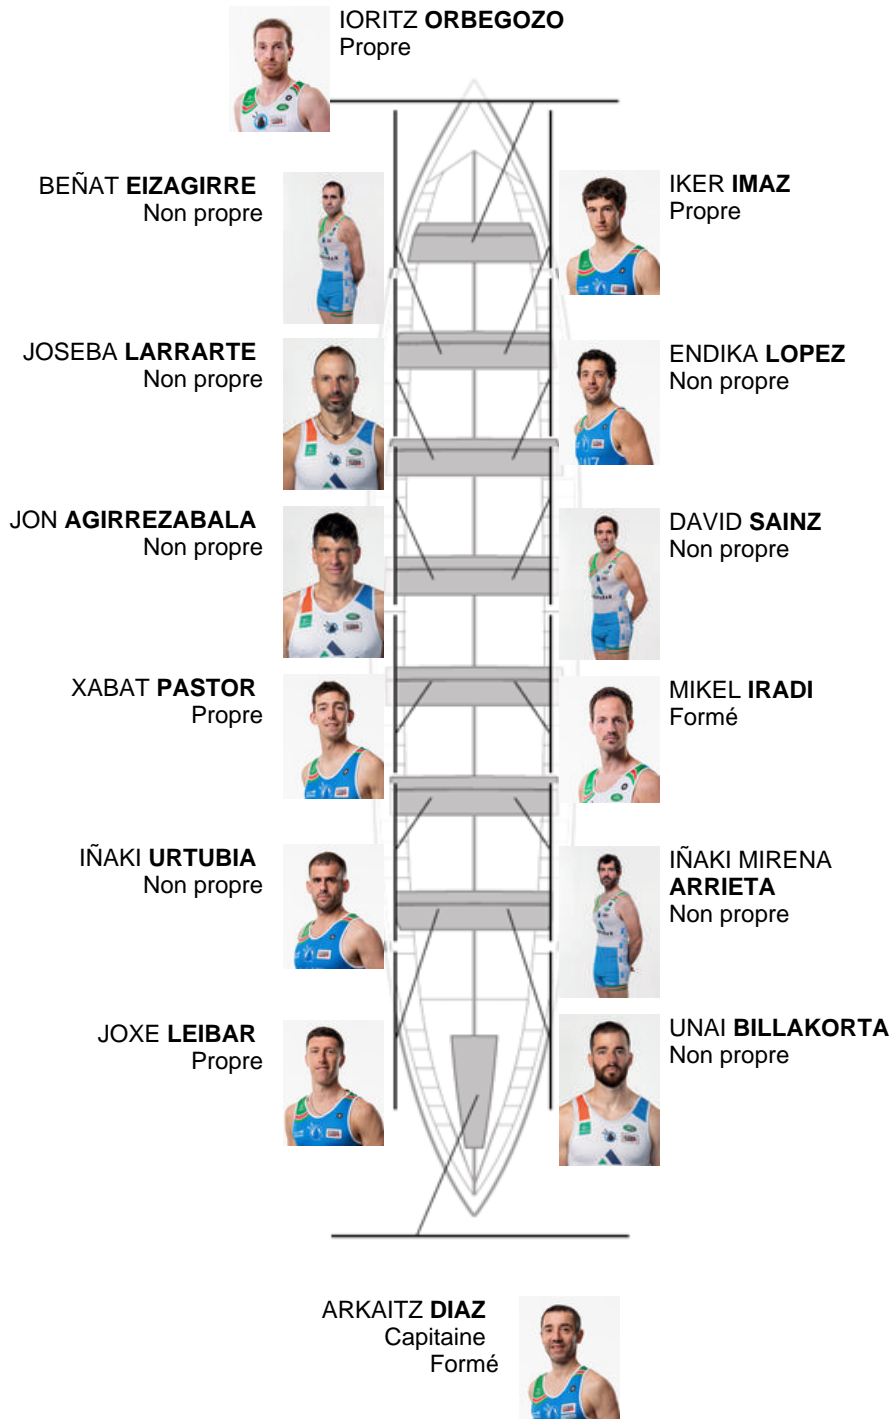 IORITZ ORBEGOZO
Propre
BEÑAT EIZAGIRRE
Non propre
IKER IMAZ
Propre
JOSEBA LARRARTE
Non propre
ENDIKA LOPEZ
Non propre
JON AGIRREZABALA
Non propre
DAVID SAINZ
Non propre
XABAT PASTOR
Propre
MIKEL IRADI
Formé
IÑAKI URTUBIA
Non propre
IÑAKI MIRENA
ARRIETA
Non propre
JOXE LEIBAR
Propre
UNAI BILLAKORTA
Non propre
ARKAITZ DIAZ
Capitaine
Formé